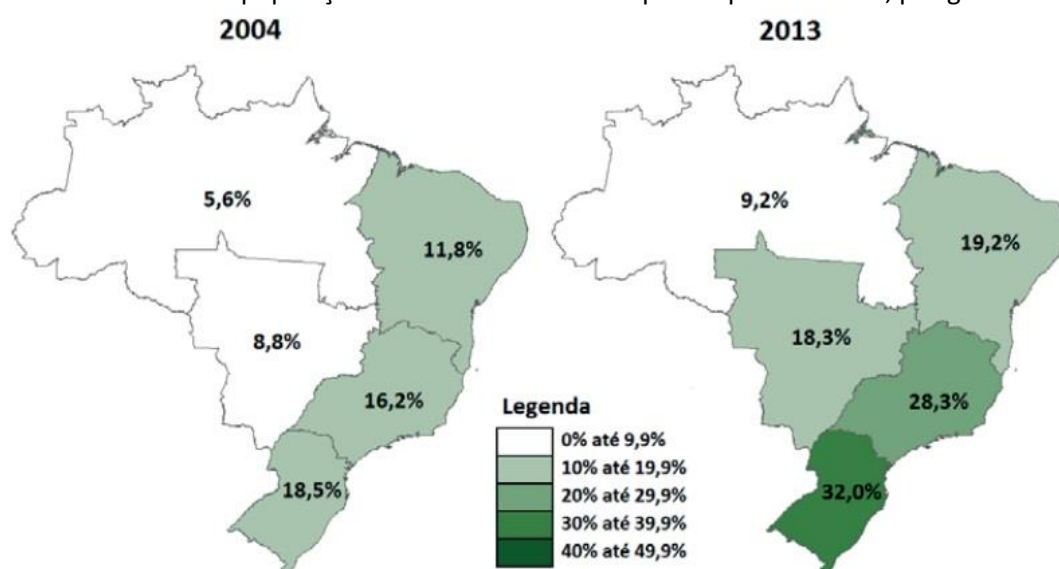 2004
2013
5,6%
11,8%
8,8%
16,2%
18,5%
9,2%
19,2%
18,3%
28,3%
32,0%
Legenda
0% até 9,9%
10% até 19,9%
20% até 29,9%
30% até 39,9%
40% até 49,9%